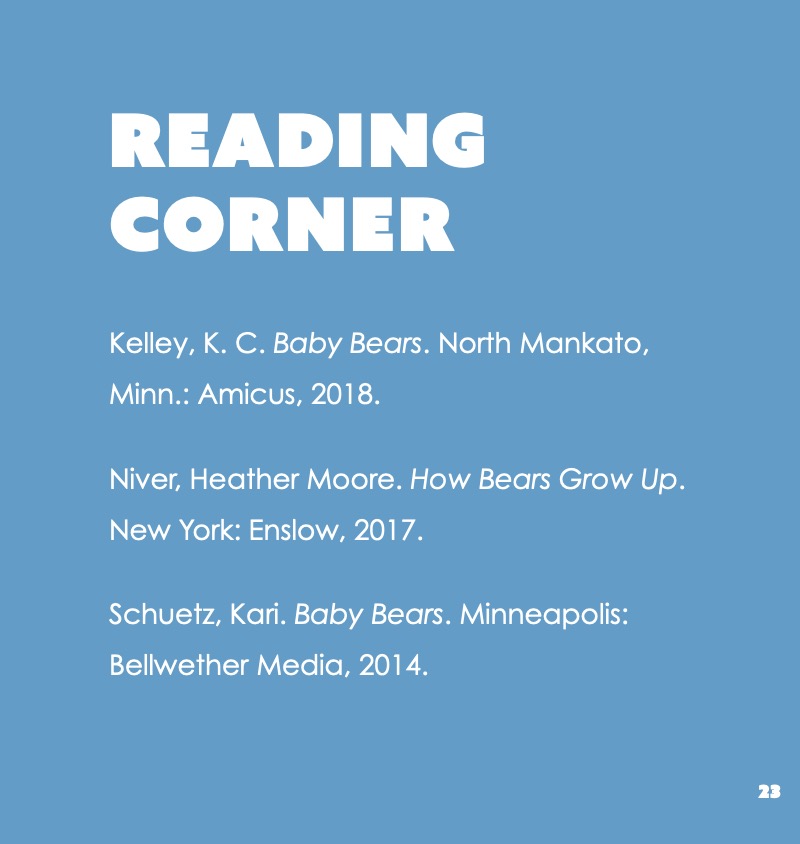 READING
CORNER
Kelley, K. C. Baby Bears. North Mankato,
Minn.: Amicus, 2018.
Niver, Heather Moore. How Bears Grow Up.
New York: Enslow, 2017.
Schuetz, Kari. Baby Bears. Minneapolis:
Bellwether Media, 2014.
23